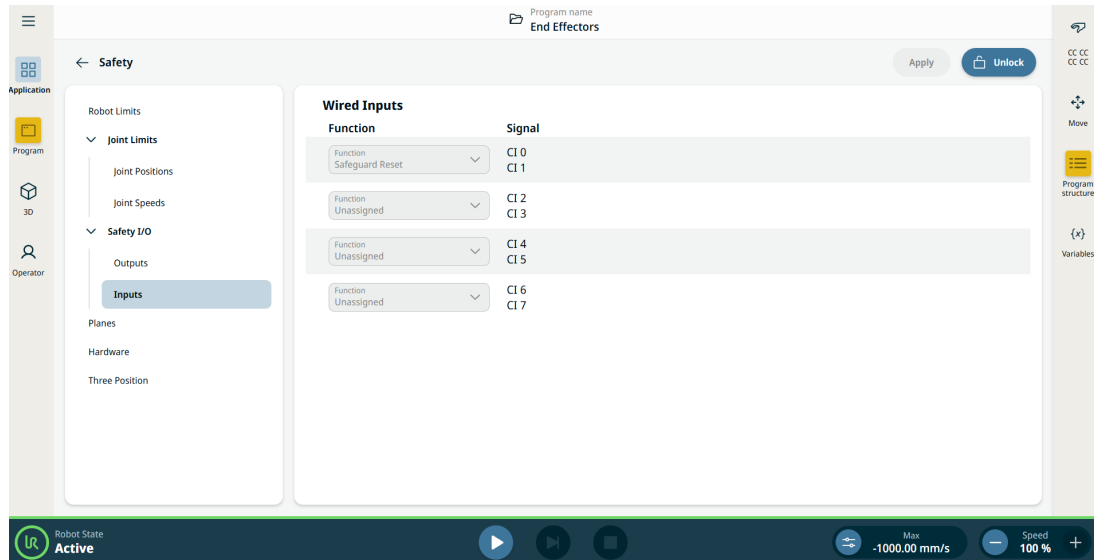 Program name
End Effectors
Application
Program
3D
Operator
Safety
Apply
Unlock
Robot Limits
Joint Limits
Joint Positions
Joint Speeds
Safety I/O
Outputs
Inputs
Planes
Hardware
Three Position
Wired Inputs
Function
Signal
Function
Safeguard Reset
CI 0
CI 1
Function
Unassigned
CI 2
CI 3
Function
Unassigned
CI 4
CI 5
Function
Unassigned
CI 6
CI 7
CC CC
CC CC
Move
Program
structure
{x}
Variables
UR
Robot State
Active
Max
-1000.00 mm/s
Speed
100 %